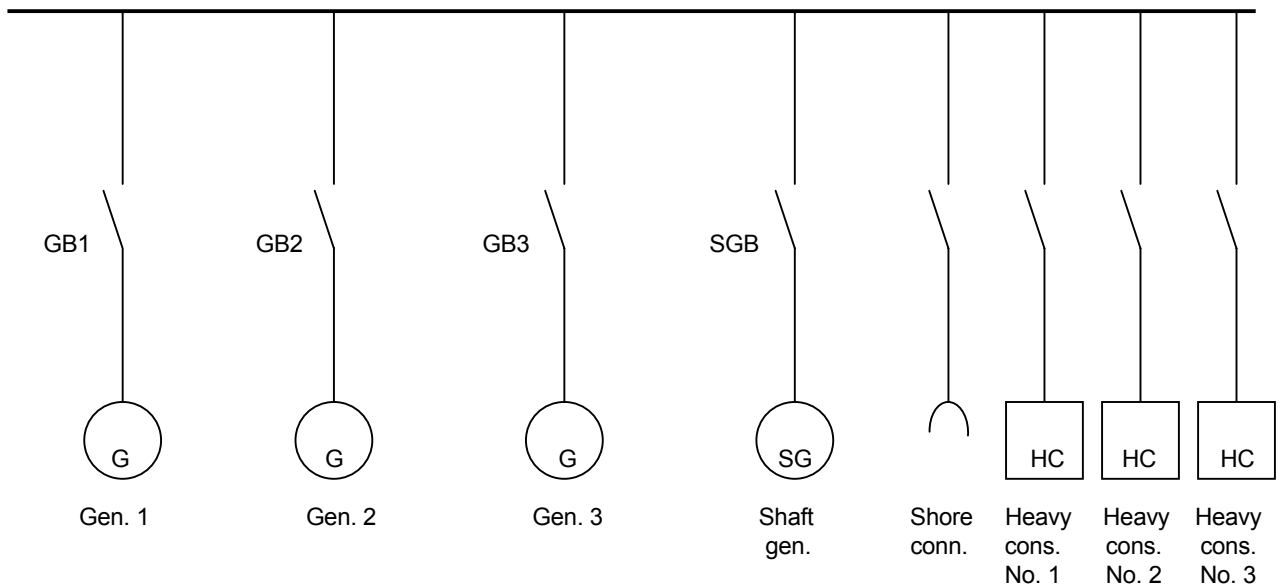 GB1 GB2 GB3 SGB
G G G SG HC HC HC
Gen. 1 Gen. 2 Gen. 3 Shaft Shore Heavy Heavy Heavy
gen. conn. cons. cons. cons.
No. 1 No. 2 No. 3